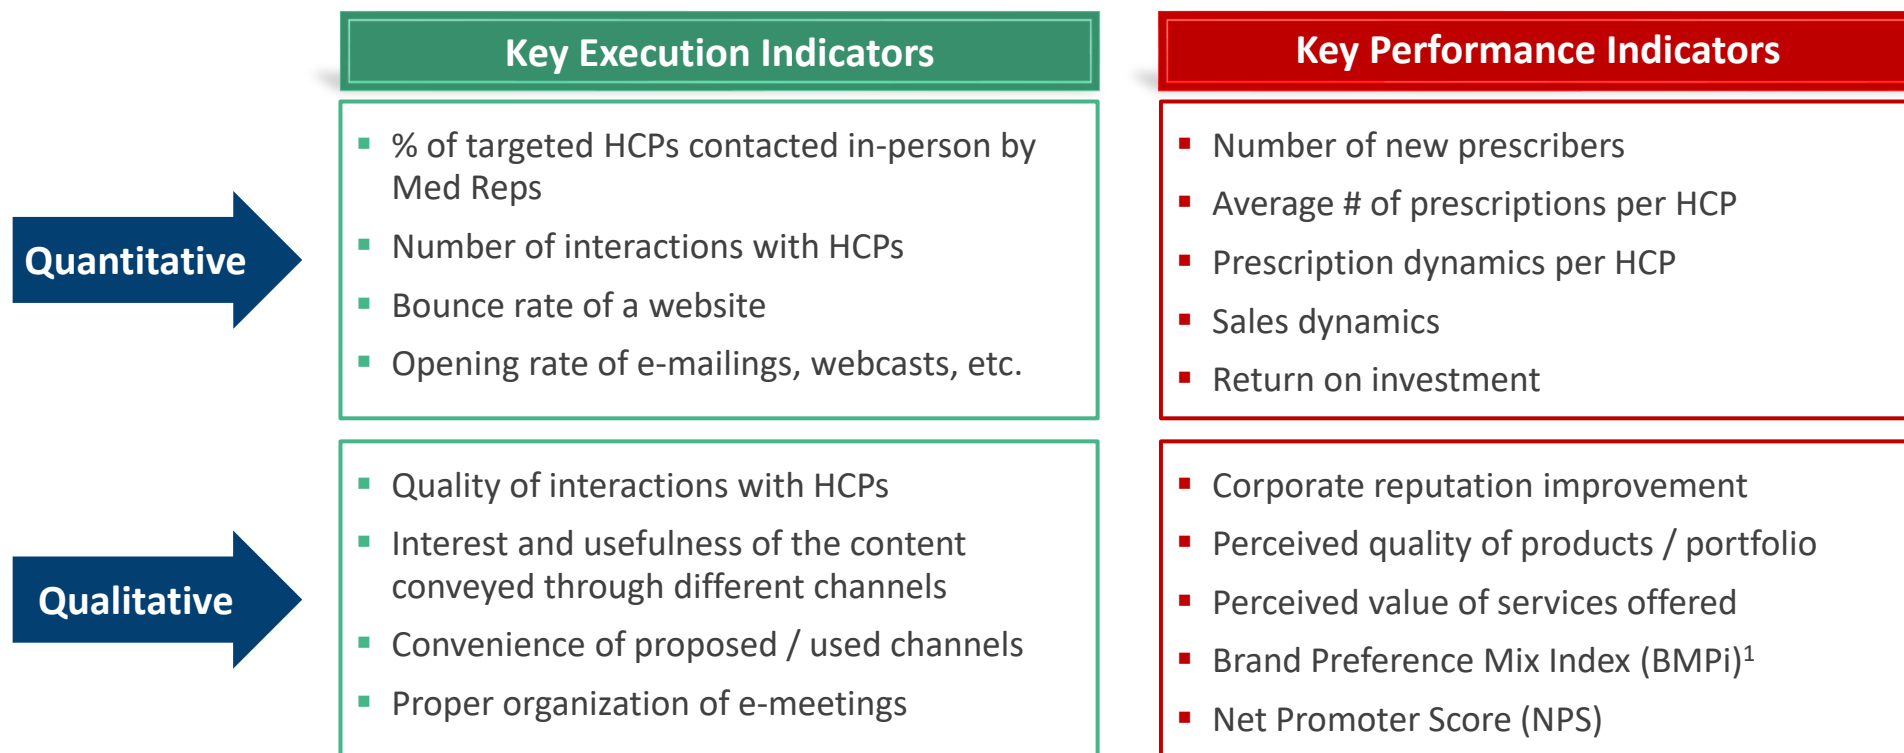 Key Execution Indicators
Key Performance Indicators
Quantitative
▪ % of targeted HCPs contacted in-person by
Med Reps
▪ Number of interactions with HCPs
▪ Bounce rate of a website
▪ Opening rate of e-mailings, webcasts, etc.
▪ Number of new prescribers
▪ Average # of prescriptions per HCP
▪ Prescription dynamics per HCP
▪ Sales dynamics
▪ Return on investment
Qualitative
▪ Quality of interactions with HCPs
▪ Interest and usefulness of the content
conveyed through different channels
▪ Convenience of proposed / used channels
▪ Proper organization of e-meetings
▪ Corporate reputation improvement
▪ Perceived quality of products / portfolio
▪ Perceived value of services offered
▪ Brand Preference Mix Index (BMPi)¹
▪ Net Promoter Score (NPS)